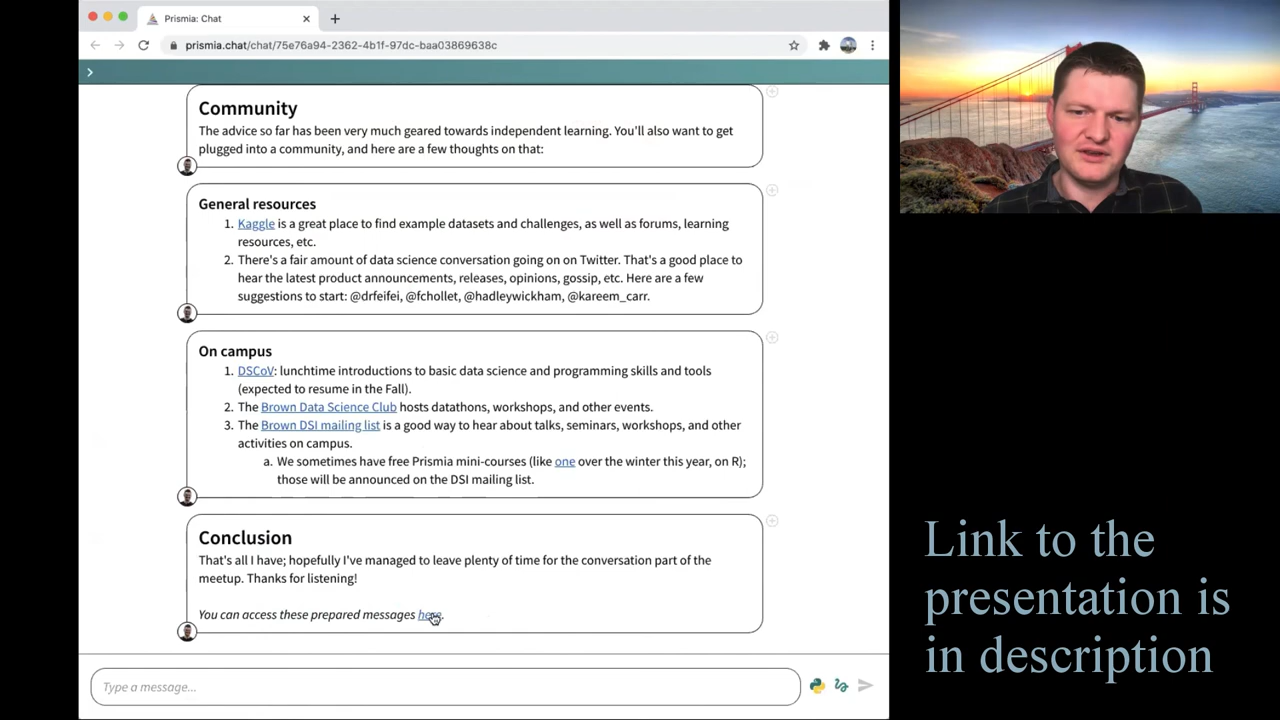 Prismia: Chat
prismia.chat/chat/75e76a94-2362-4b1f-97dc-baa03869638c
Community
The advice so far has been very much geared towards independent learning. You'll also want to get
plugged into a community, and here are a few thoughts on that:
General resources
1. Kaggle is a great place to find example datasets and challenges, as well as forums, learning
resources, etc.
2. There's a fair amount of data science conversation going on on Twitter. That's a good place to
hear the latest product announcements, releases, opinions, gossip, etc. Here are a few
suggestions to start: @drfeifei, @fchollet, @hadleywickham, @kareem_carr.
On campus
1. DSCoV: lunchtime introductions to basic data science and programming skills and tools
(expected to resume in the Fall).
2. The Brown Data Science Club hosts datathons, workshops, and other events.
3. The Brown DSI mailing list is a good way to hear about talks, seminars, workshops, and other
activities on campus.
a. We sometimes have free Prismia mini-courses (like one over the winter this year, on R);
those will be announced on the DSI mailing list.
Conclusion
That's all I have; hopefully I've managed to leave plenty of time for the conversation part of the
meetup. Thanks for listening!
You can access these prepared messages here.
Type a message...
Link to the
presentation is
in description